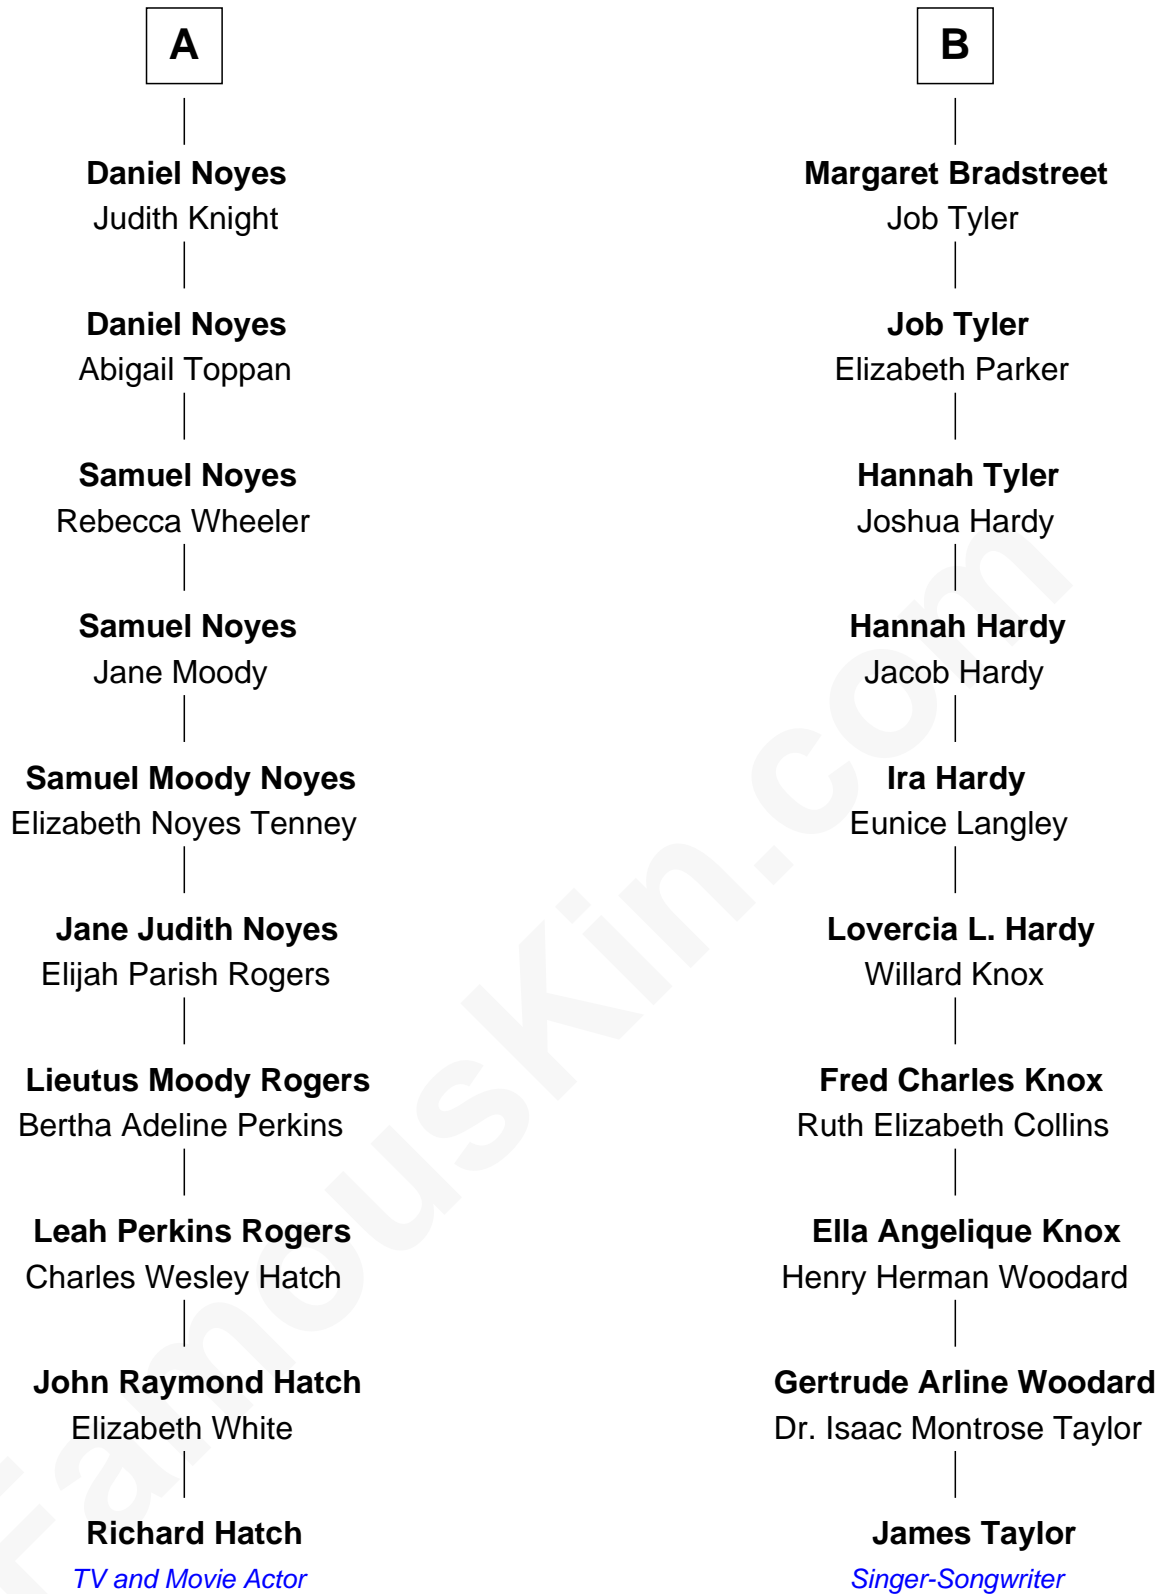 A
Daniel Noyes
Judith Knight
Daniel Noyes
Abigail Toppan
Samuel Noyes
Rebecca Wheeler
Samuel Noyes
Jane Moody
Samuel Moody Noyes
Elizabeth Noyes Tenney
Jane Judith Noyes
Elijah Parish Rogers
Lieutus Moody Rogers
Bertha Adeline Perkins
Leah Perkins Rogers
Charles Wesley Hatch
John Raymond Hatch
Elizabeth White
Richard Hatch
TV and Movie Actor
B
Margaret Bradstreet
Job Tyler
Job Tyler
Elizabeth Parker
Hannah Tyler
Joshua Hardy
Hannah Hardy
Jacob Hardy
Ira Hardy
Eunice Langley
Lovercia L. Hardy
Willard Knox
Fred Charles Knox
Ruth Elizabeth Collins
Ella Angelique Knox
Henry Herman Woodard
Gertrude Arline Woodard
Dr. Isaac Montrose Taylor
James Taylor
Singer-Songwriter
FamousKin.com